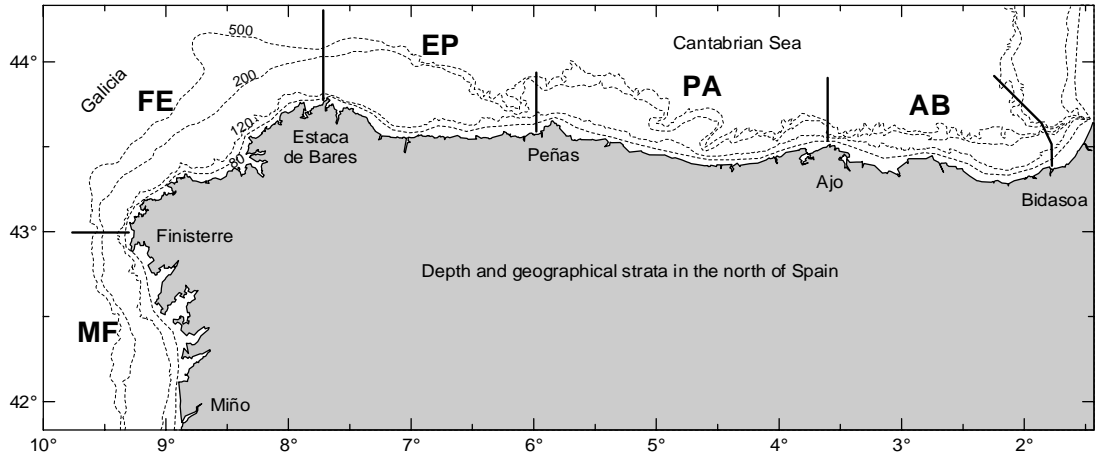 500
EP
Cantabrian Sea
44°
200
Galicia
FE
PA
AB
120
Estaca
de Bares
80
Peñas
Ajo
Bidasoa
43°
Finisterre
Depth and geographical strata in the north of Spain
MF
42°
Miño
10° 9° 8° 7° 6° 5° 4° 3° 2°